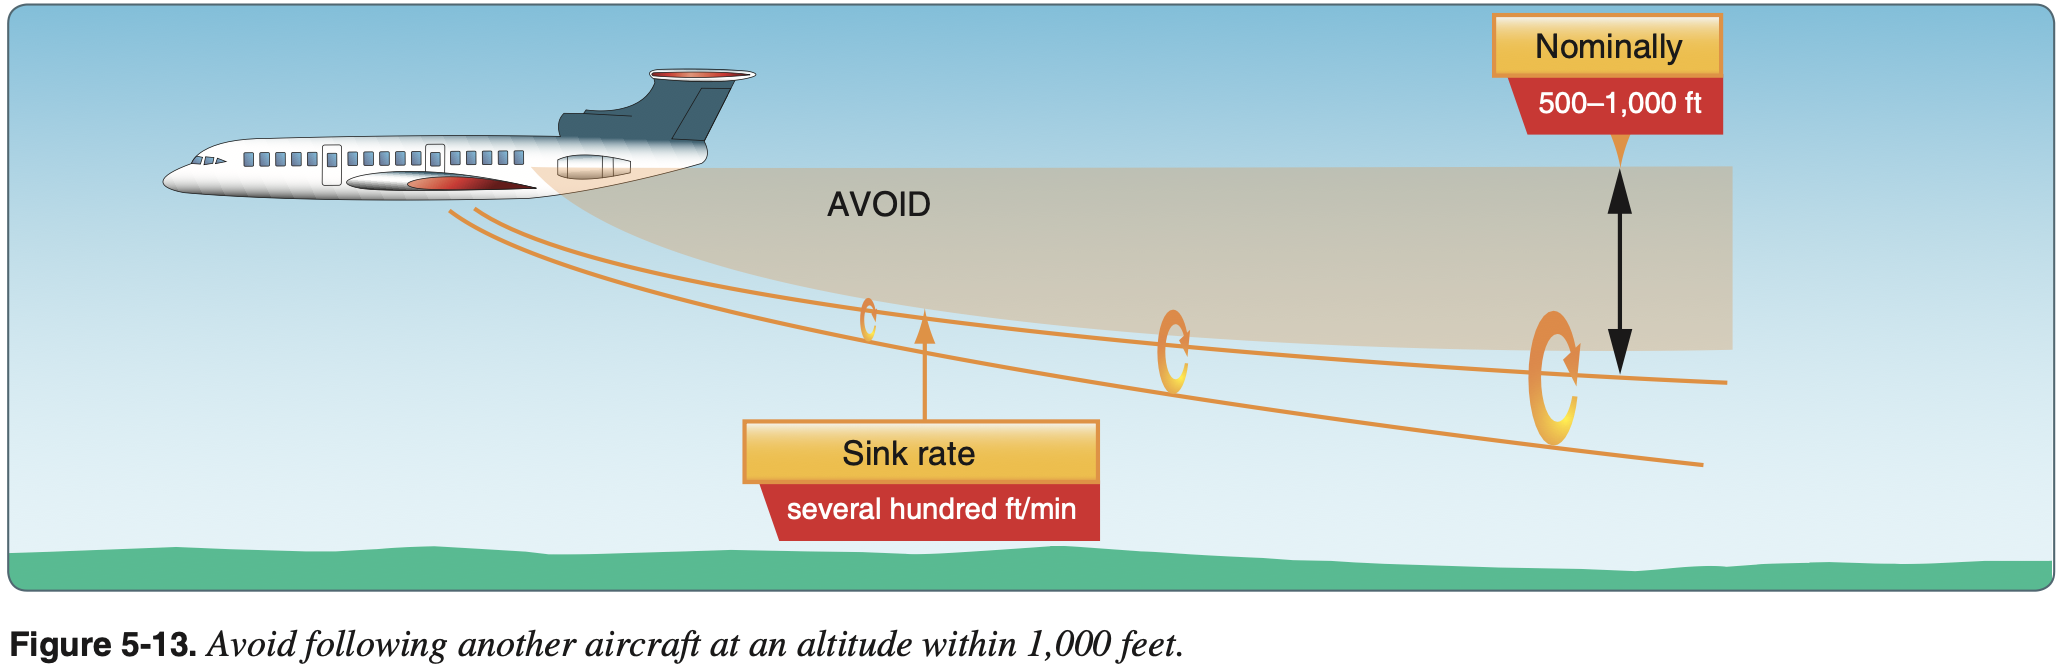 Nominally
500–1,000 ft
AVOID
Sink rate
several hundred ft/min
Figure 5-13. Avoid following another aircraft at an altitude within 1,000 feet.